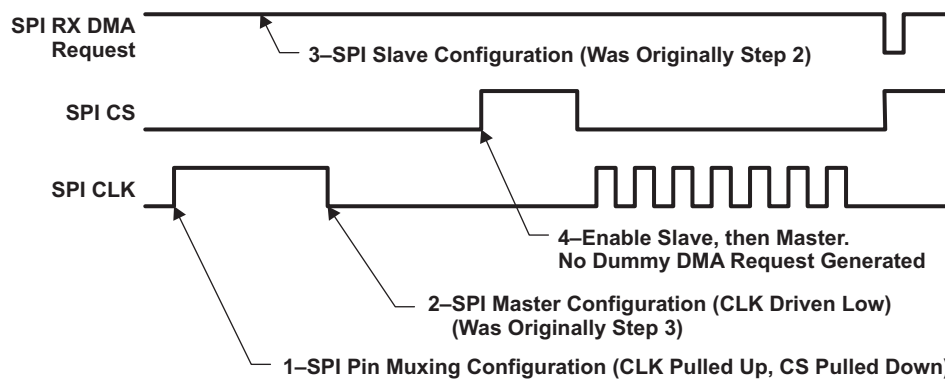 SPI RX DMA
Request
3–SPI Slave Configuration (Was Originally Step 2)
SPI CS
SPI CLK
4–Enable Slave, then Master.
No Dummy DMA Request Generated
2–SPI Master Configuration (CLK Driven Low)
(Was Originally Step 3)
1–SPI Pin Muxing Configuration (CLK Pulled Up, CS Pulled Down)